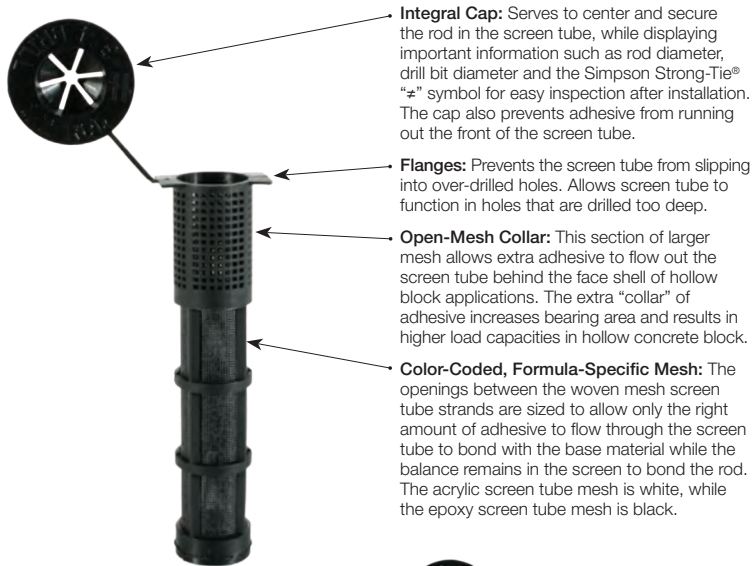 Integral Cap: Serves to center and secure
the rod in the screen tube, while displaying
important information such as rod diameter,
drill bit diameter and the Simpson Strong-Tie®
“≠” symbol for easy inspection after installation.
The cap also prevents adhesive from running
out the front of the screen tube.
Flanges: Prevents the screen tube from slipping
into over-drilled holes. Allows screen tube to
function in holes that are drilled too deep.
Open-Mesh Collar: This section of larger
mesh allows extra adhesive to flow out the
screen tube behind the face shell of hollow
block applications. The extra “collar” of
adhesive increases bearing area and results in
higher load capacities in hollow concrete block.
Color-Coded, Formula-Specific Mesh: The
openings between the woven mesh screen
tube strands are sized to allow only the right
amount of adhesive to flow through the screen
tube to bond with the base material while the
balance remains in the screen to bond the rod.
The acrylic screen tube mesh is white, while
the epoxy screen tube mesh is black.